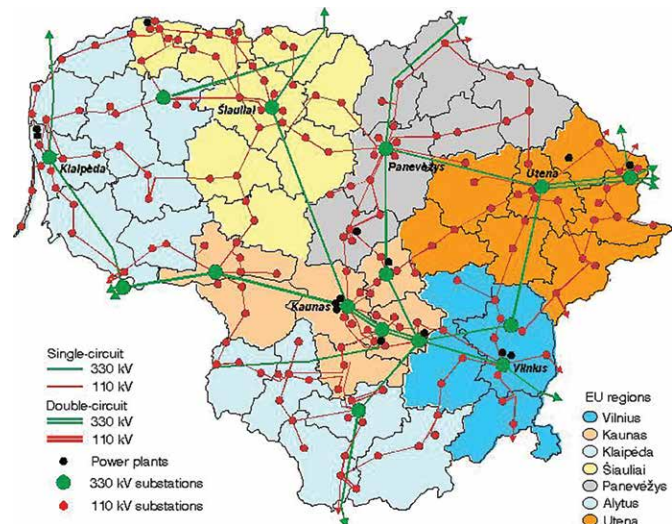 Šiauliai
Klaipėda
Panevėžys
Utena
Kaunas
Vilnius
Single-circuit
330 kV
110 kV
Double-circuit
330 kV
110 kV
Power plants
330 kV substations
110 kV substations
EU regions
Vilnius
Kaunas
Klaipėda
Šiauliai
Panevėžys
Alytus
Utena